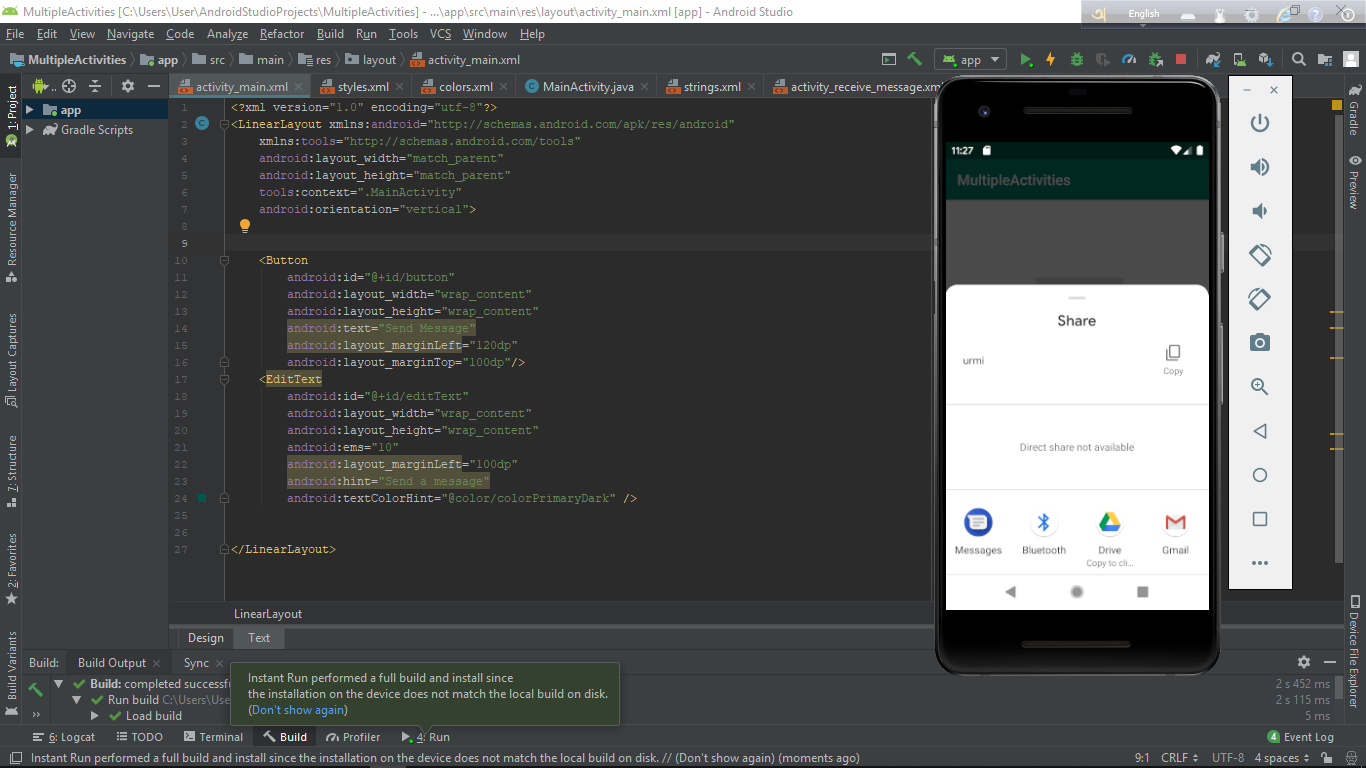 MultipleActivities [C:\Users\User\AndroidStudioProjects\MultipleActivities] - ...\app\src\main\res\layout\activity_main.xml [app] - Android Studio
English
File Edit View Navigate Code Analyze Refactor Build Run Tools VCS Window Help
MultipleActivities app src main res layout activity_main.xml
app
1: Project
Resource Manager
Layout Captures
7: Structure
2: Favorites
Build Variants
app
Gradle Scripts
activity_main.xml styles.xml colors.xml MainActivity.java strings.xml activity_receive_message.xm
1 <?xml version="1.0" encoding="utf-8"?>
2 <LinearLayout xmlns:android="http://schemas.android.com/apk/res/android"
3 xmlns:tools="http://schemas.android.com/tools"
4 android:layout_width="match_parent"
5 android:layout_height="match_parent"
6 tools:context=".MainActivity"
7 android:orientation="vertical">
8
9
10 <Button
11 android:id="@+id/button"
12 android:layout_width="wrap_content"
13 android:layout_height="wrap_content"
14 android:text="Send Message"
15 android:layout_marginLeft="120dp"
16 android:layout_marginTop="100dp"/>
17 <EditText
18 android:id="@+id/editText"
19 android:layout_width="wrap_content"
20 android:layout_height="wrap_content"
21 android:ems="10"
22 android:layout_marginLeft="100dp"
23 android:hint="Send a message"
24 android:textColorHint="@color/colorPrimaryDark" />
25
26
27 </LinearLayout>
LinearLayout
Design Text
11:27
MultipleActivities
Share
urmi
Copy
Direct share not available
Messages Bluetooth Drive Gmail
Copy to cli...
Gradle
Preview
Device File Explorer
Build: Build Output Sync
Build: completed successfu
Run build C:\Users\Use
Load build
2 s 452 ms
2 s 115 ms
5 ms
Instant Run performed a full build and install since
the installation on the device does not match the local build on disk.
(Don't show again)
6: Logcat TODO Terminal Build Profiler 4: Run
4 Event Log
Instant Run performed a full build and install since the installation on the device does not match the local build on disk. // (Don't show again) (moments ago)
9:1 CRLF UTF-8 4 spaces